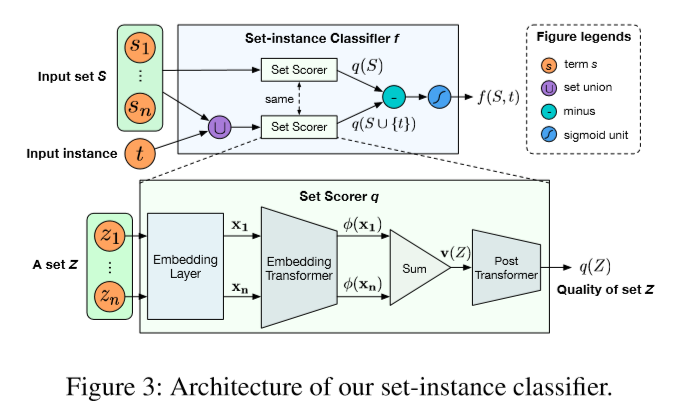 Set-instance Classifier f
Figure legends
Input set S
s1
⋮
sn
Input instance
t
∪
Set Scorer
same
Set Scorer
q(S)
q(S ∪ {t})
-
∫
f(S, t)
s term s
∪ set union
- minus
∫ sigmoid unit
Set Scorer q
A set Z
z1
⋮
zn
Embedding
Layer
x1
xn
Embedding
Transformer
ϕ(x1)
ϕ(xn)
Sum
v(Z)
Post
Transformer
q(Z)
Quality of set Z
Figure 3: Architecture of our set-instance classifier.